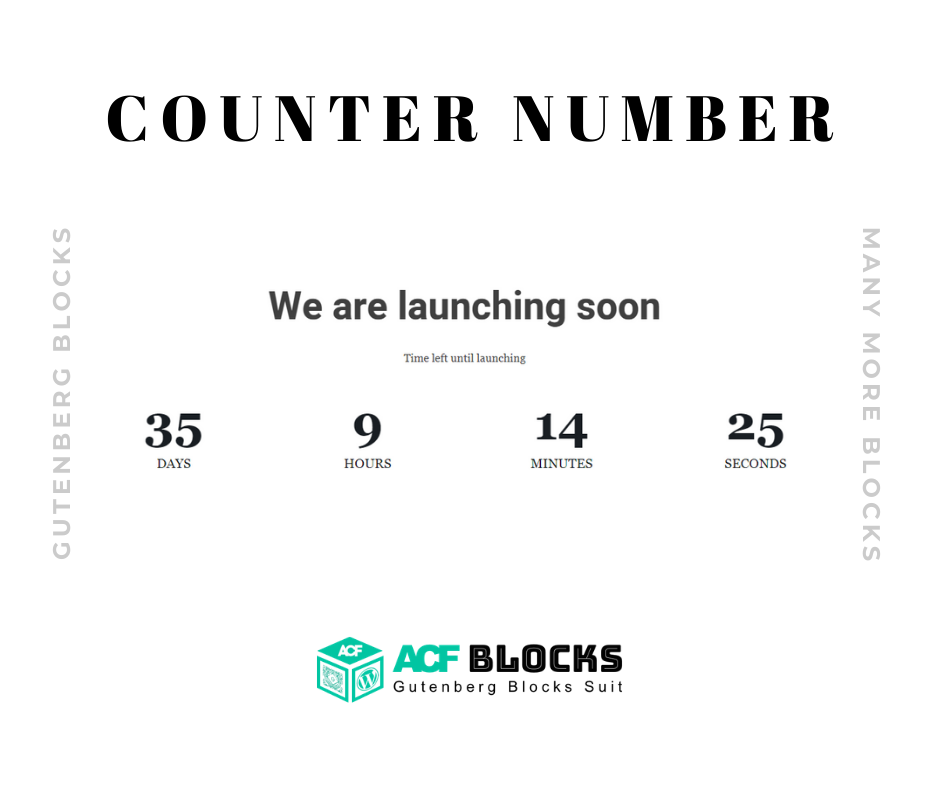 COUNTER NUMBER
GUTENBERG BLOCKS
MANY MORE BLOCKS
We are launching soon
Time left until launching
35 9 14 25
DAYS HOURS MINUTES SECONDS
ACF
ACF BLOCKS
Gutenberg Blocks Suit